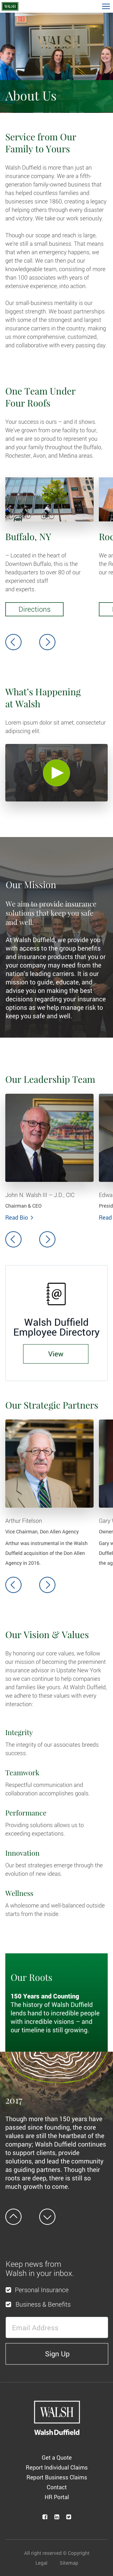 WALSH
WALSH
About Us
Service from Our
Family to Yours
Walsh Duffield is more than just an
insurance company. We are a fifth-
generation family-owned business that
has helped countless families and
businesses since 1860, creating a legacy
of helping others through every disaster
and victory. We take our work seriously.
Though our scope and reach is large,
we're still a small business. That means
that when an emergency happens, we
get the call. We can then put our
knowledgeable team, consisting of more
than 100 associates with years of
extensive experience, into action.
Our small-business mentality is our
biggest strength. We have partnerships
with some of the strongest and largest
insurance carriers in the country, making
us more comprehensive, customized,
and collaborative with every passing day.
One Team Under
Four Roofs
Your success is ours – and it shows.
We've grown from one facility to four,
and we are so proud to represent you
and your family throughout the Buffalo,
Rochester, Avon, and Medina areas.
Buffalo, NY
– Located in the heart of
Downtown Buffalo, this is the
headquarters to over 80 of our
experienced staff
and experts.
Directions
What's Happening
at Walsh
Lorem ipsum dolor sit amet, consectetur
adipiscing elit.
Our Mission
We aim to provide innovative
insurance solutions
that keep you safe
and well
At Walsh Duffield, we provide you
with access to the group benefits
and insurance products that you or
your company may need from the
nation's leading carriers. It is our
mission to guide, educate, and
advise you on making the best
decisions regarding your insurance
options as we help manage risk to
keep you safe and well.
Our Leadership Team
John N. Walsh III – J.D., CIC
Chairman & CEO
Read Bio >
Walsh Duffield
Employee Directory
View
Our Strategic Partners
Arthur Fitelson
Vice Chairman, Don Allen Agency
Arthur was instrumental in the Walsh
Duffield acquisition of the Don Allen
Agency in 2016.
Our Vision & Values
By honoring our core values, we follow
our mission of becoming the preeminent
insurance advisor in Upstate New York
so we can continue to help companies
and families like yours. At Walsh Duffield,
we adhere to these values with every
interaction:
Integrity
The integrity of our associates breeds
success.
Teamwork
Respectful communication and
collaboration accomplishes goals.
Performance
Providing solutions allows us to
exceeding expectations.
Innovation
Our best strategies emerge through the
evolution of new ideas.
Wellness
A wholesome and well-balanced outside
starts from the inside.
Our Roots
150 Years and Counting
The history of Walsh Duffield
lends hand to incredible people
with incredible visions – and
our timeline is still growing.
2017
Though more than 150 years have
passed since the founding, the core
values are still the heartbeat of the
company; Walsh Duffield continues
to support clients, provide
solutions, and lead the community
as guiding partners. Though their
roots are deep, there is still so
much growth to come.
Keep news from
Walsh in your inbox.
Personal Insurance
Business & Benefits
Email Address
Sign Up
WALSH
Walsh Duffield
Get a Quote
Report Individual Claims
Report Business Claims
Contact
HR Portal
All right reserved © Copyright
Legal Sitemap